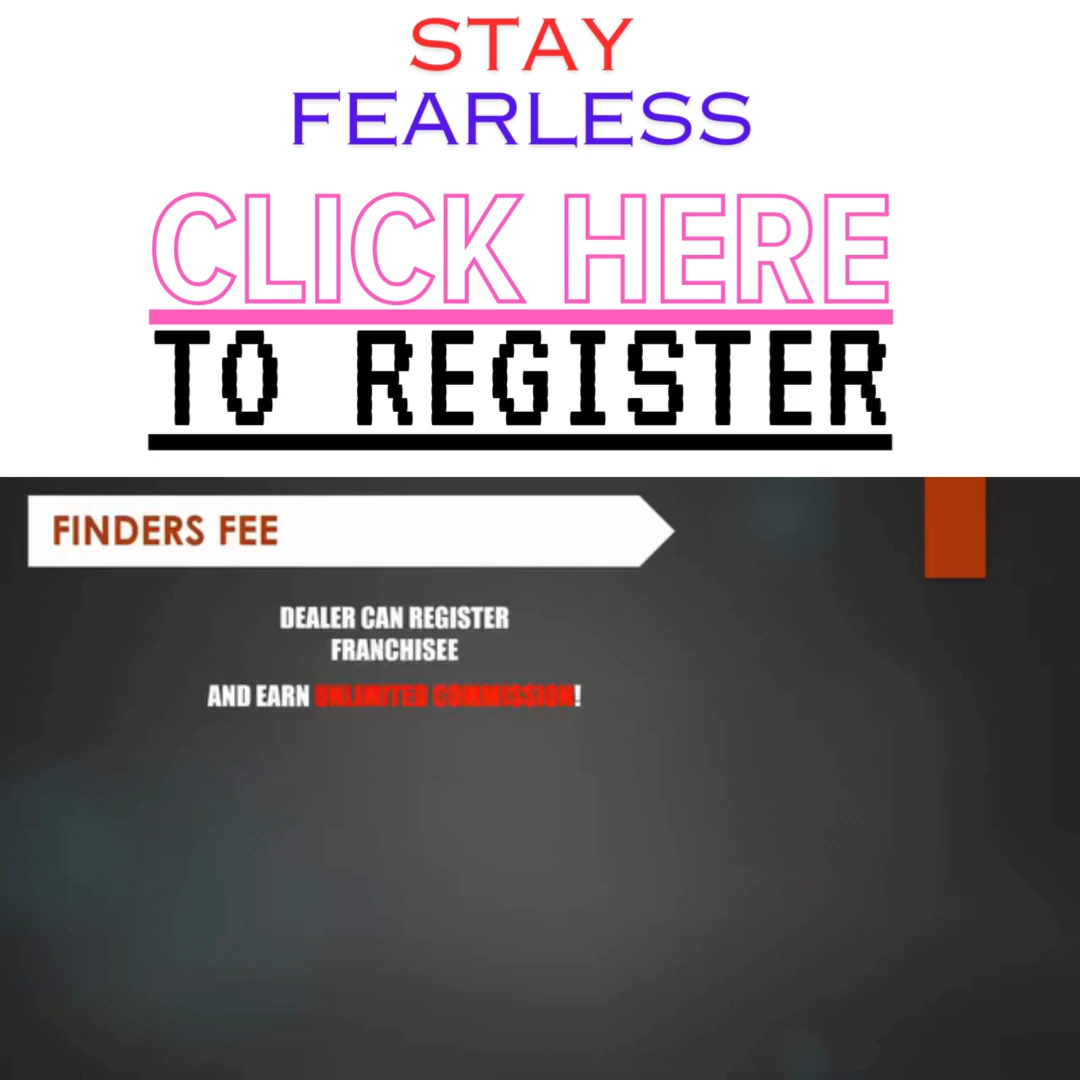 STAY
FEARLESS
CLICK HERE
TO REGISTER
FINDERS FEE
DEALER CAN REGISTER
FRANCHISEE
AND EARN UNLIMITED COMMISSION!